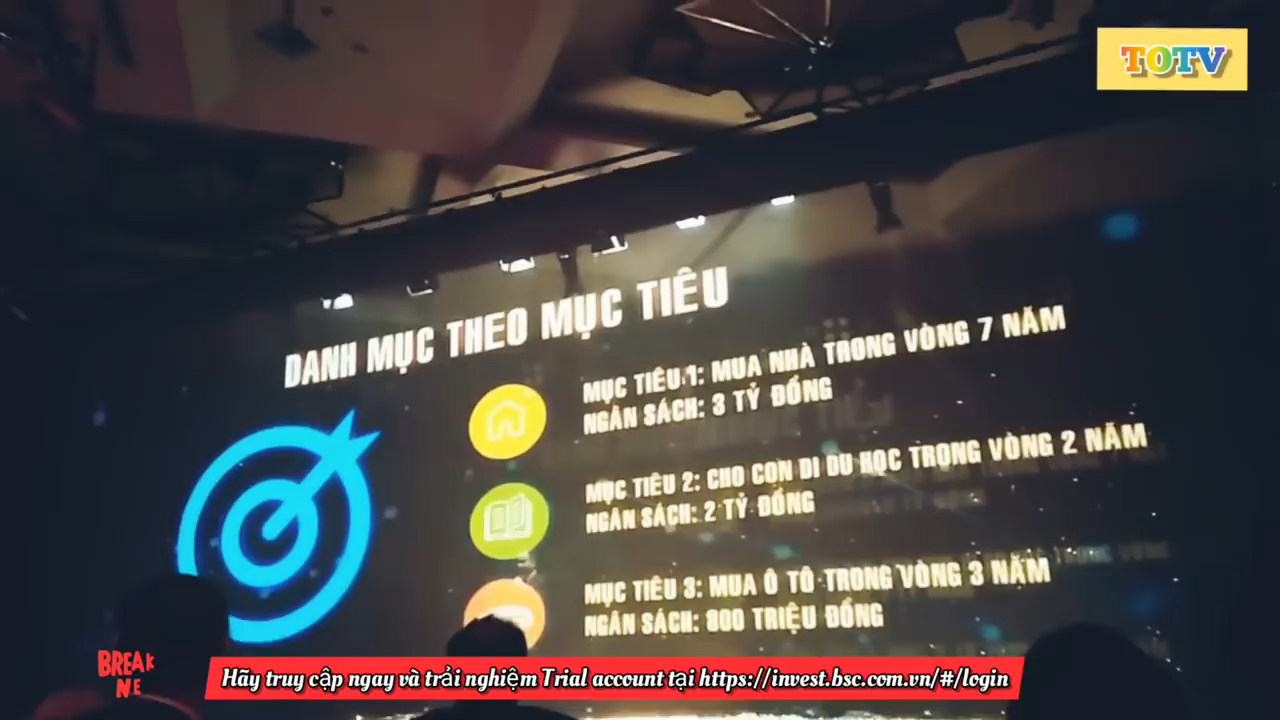 TOTV
DANH MỤC THEO MỤC TIÊU
MỤC TIÊU 1: MUA NHÀ TRONG VÒNG 7 NĂM
NGÂN SÁCH: 3 TỶ ĐỒNG
MỤC TIÊU 2: CHO CON DI DU HỌC TRONG VÒNG 2 NĂM
NGÂN SÁCH: 2 TỶ ĐỒNG
MỤC TIÊU 3: MUA Ô TÔ TRONG VÒNG 3 NĂM
NGÂN SÁCH: 800 TRIỆU ĐỒNG
BREAK
NE
Hãy truy cập ngay và trải nghiệm Trial account tại https://invest.bsc.com.vn/#/login